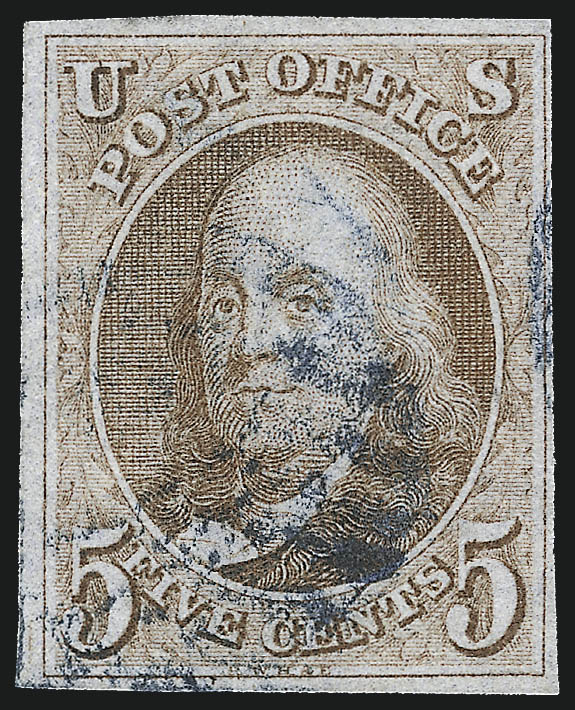 U S
POST OFFICE
5 FIVE CENTS 5
R.W.H.&E.